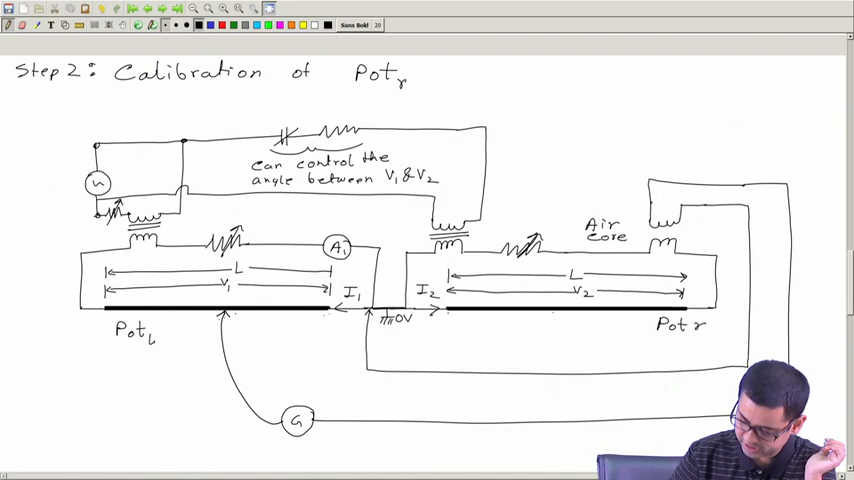 Sans Bold 20
Step 2: Calibration of Potr
can control the
angle between V1 & V2
Air
core
A1
L
V1
I1
I2
L
V2
0V
Potl
Potr
G